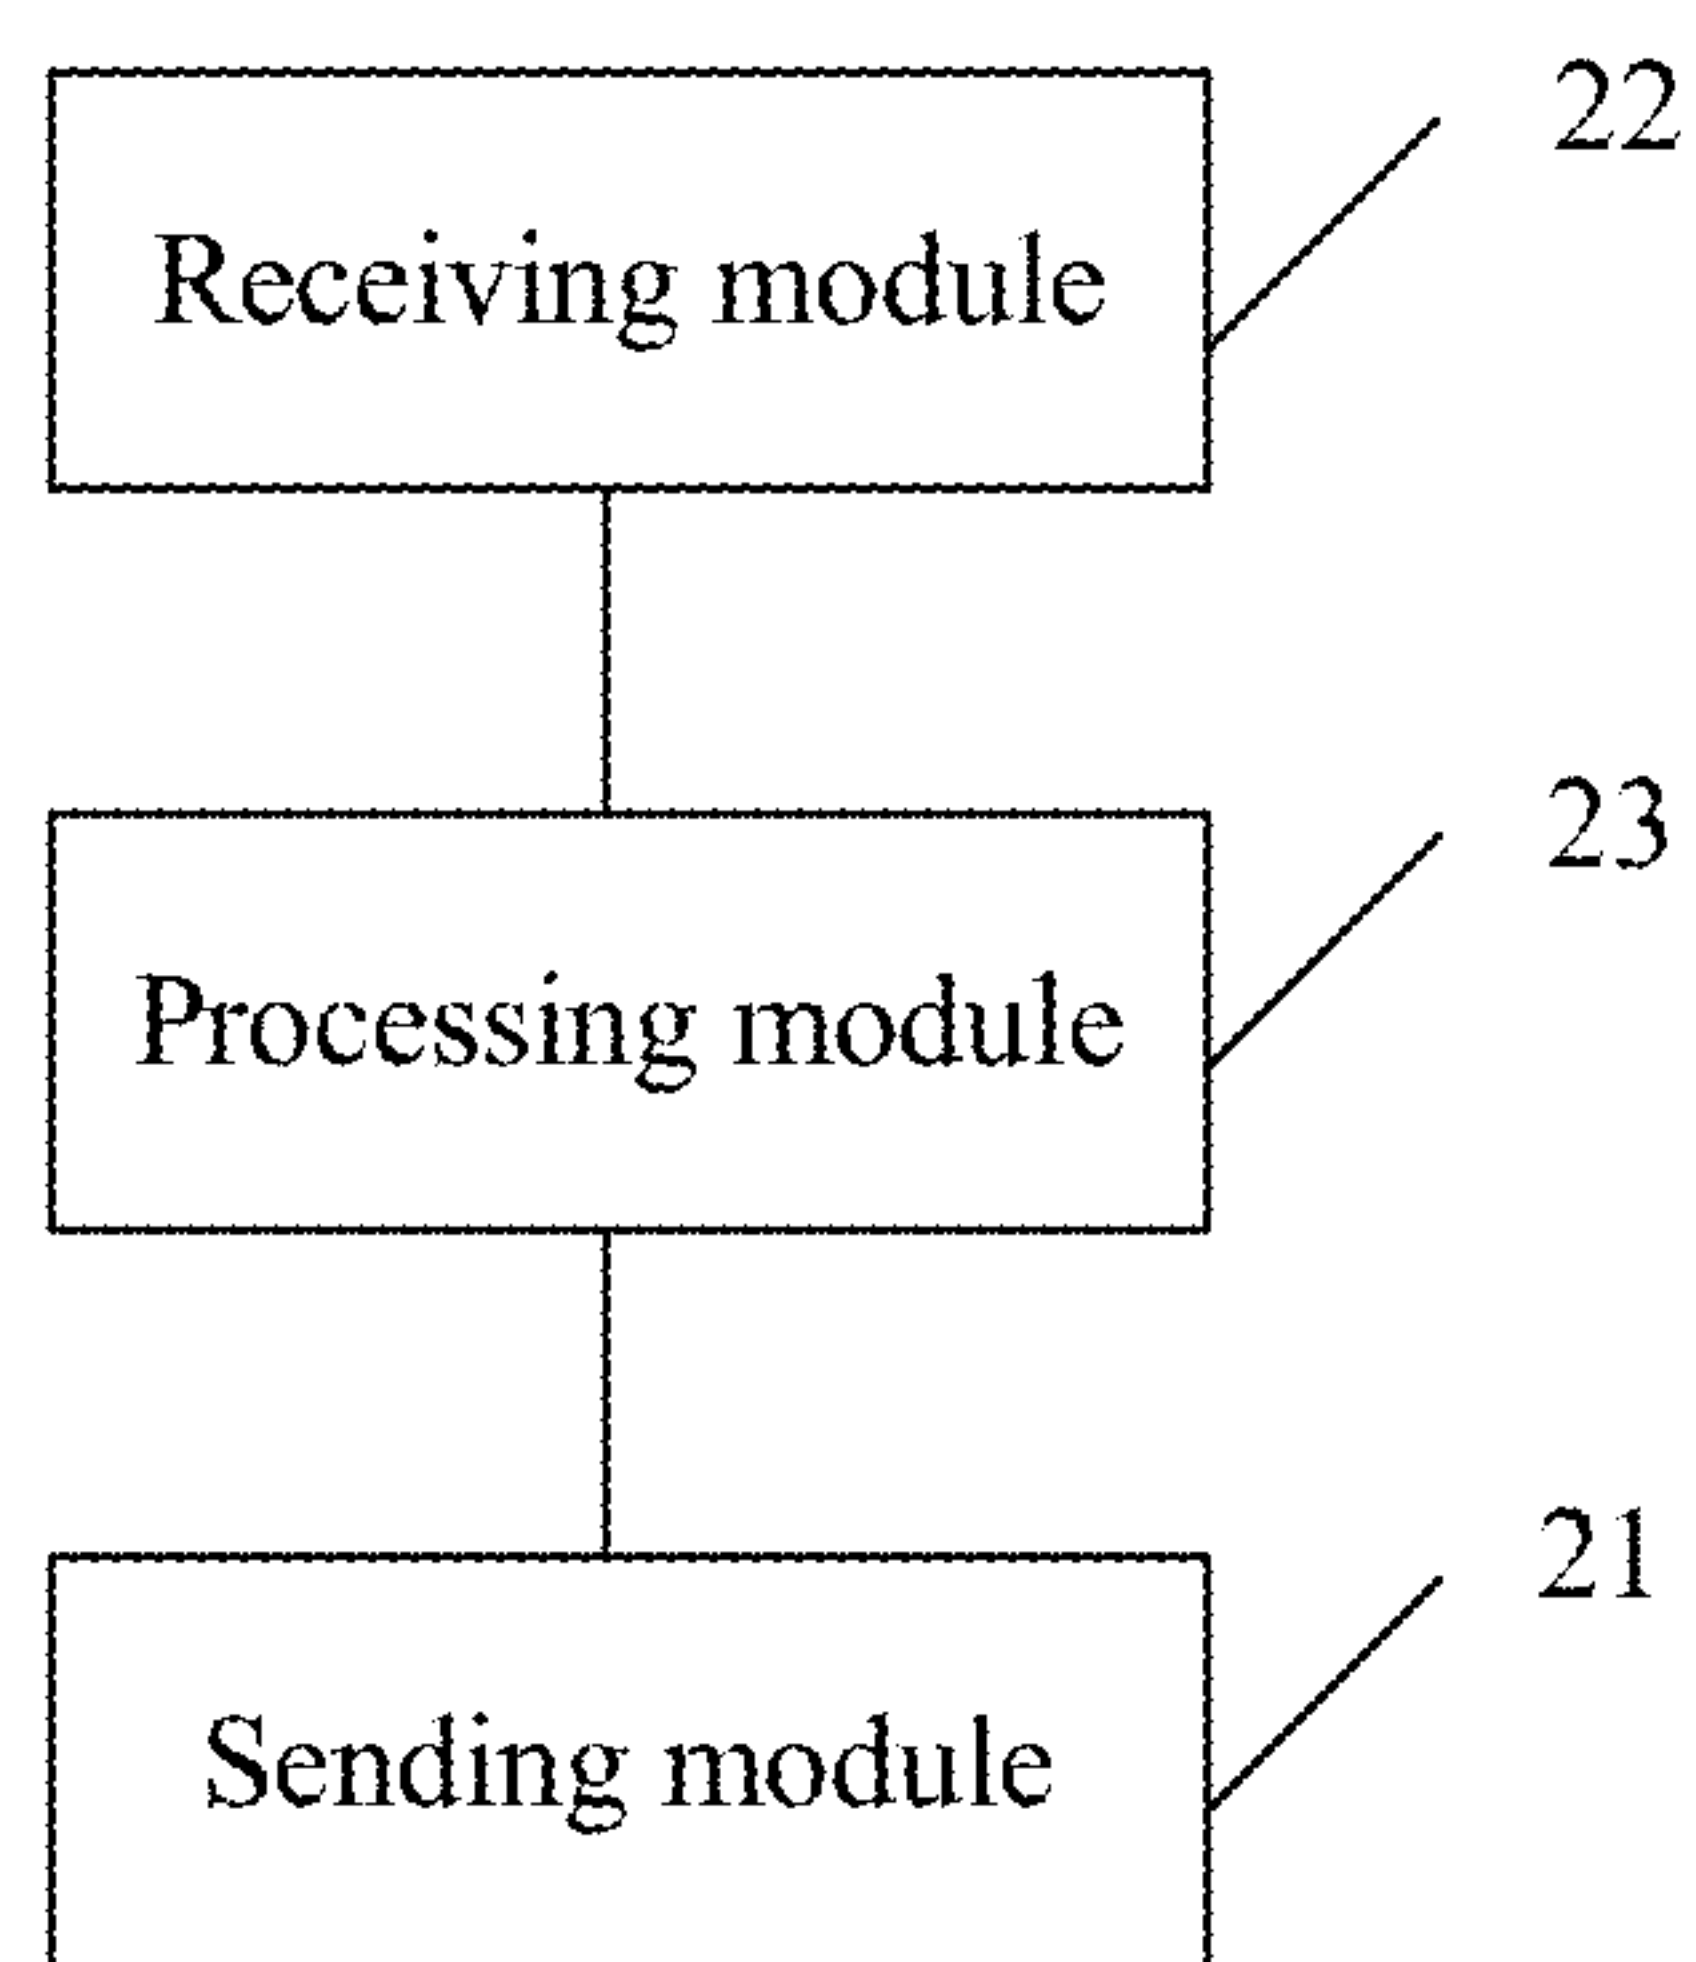 22
Receiving module
23
Processing module
21
Sending module